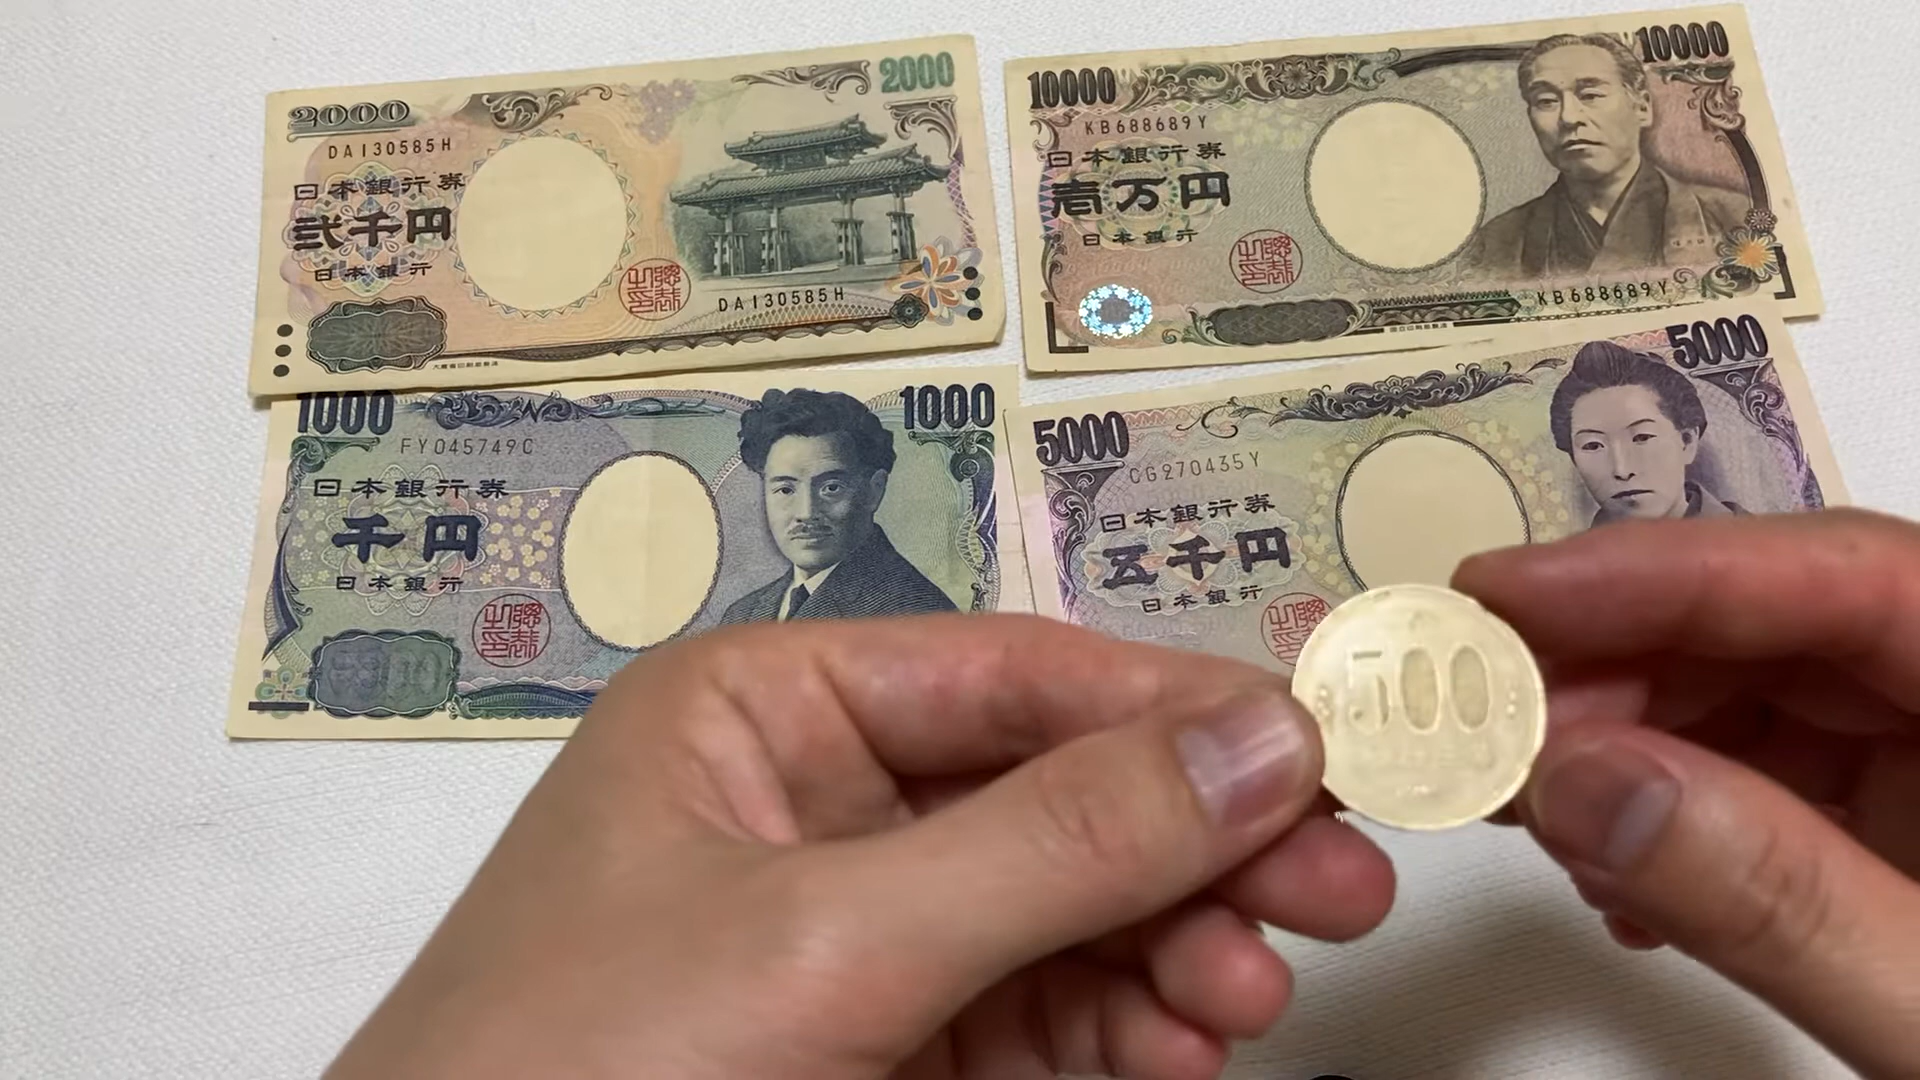 2000
2000
DA130585H
日本銀行券
弐千円
日本銀行
DA130585H
10000
10000
KB688689Y
日本銀行券
壱万円
日本銀行
KB688689Y
1000
1000
FY045749C
日本銀行券
千円
日本銀行
5000
5000
CG270435Y
日本銀行券
五千円
日本銀行
500